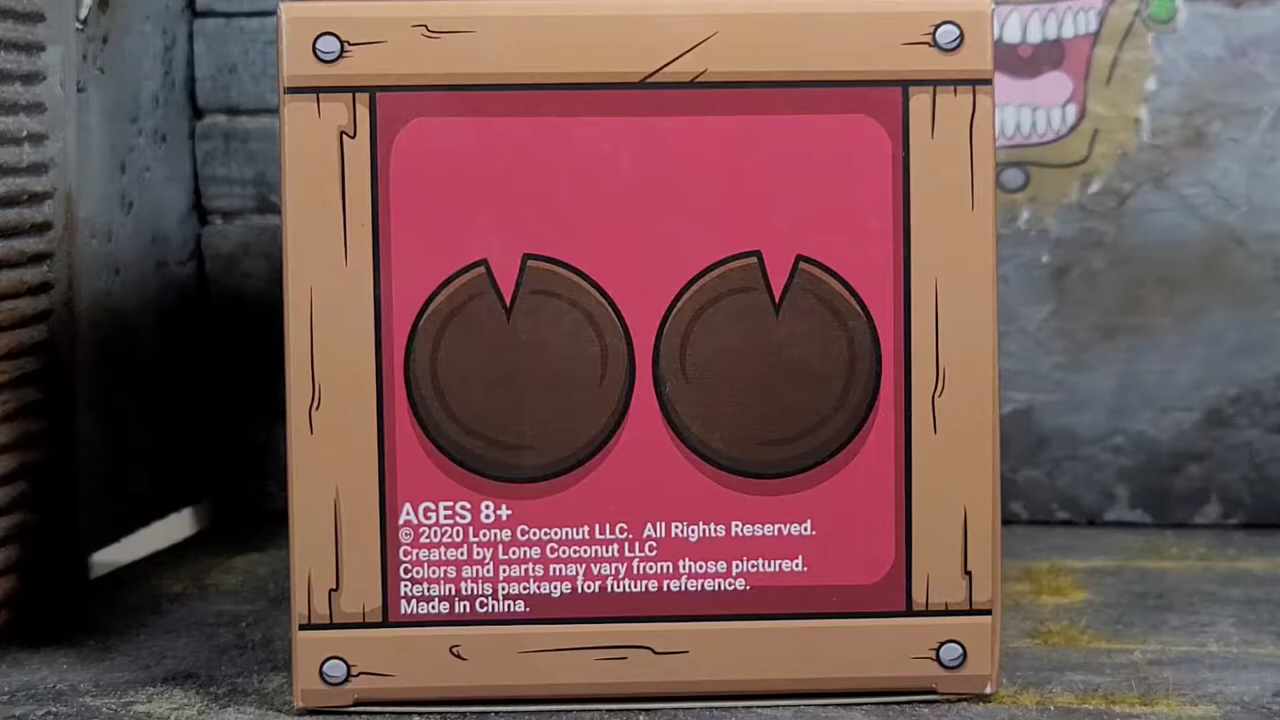 AGES 8+
© 2020 Lone Coconut LLC. All Rights Reserved.
Created by Lone Coconut LLC
Colors and parts may vary from those pictured.
Retain this package for future reference.
Made in China.